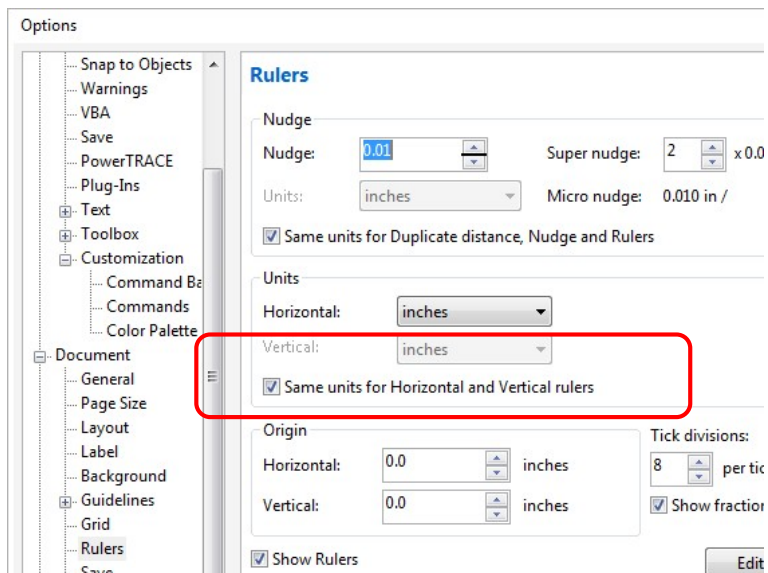 Options
Snap to Objects
Warnings
VBA
Save
PowerTRACE
Plug-Ins
Text
Toolbox
Customization
Command Ba
Commands
Color Palette
Document
General
Page Size
Layout
Label
Background
Guidelines
Grid
Rulers
Save
Rulers
Nudge
Nudge: 0.01 Super nudge: 2 x 0.0
Units: inches Micro nudge: 0.010 in /
Same units for Duplicate distance, Nudge and Rulers
Units
Horizontal: inches
Vertical: inches
Same units for Horizontal and Vertical rulers
Origin
Horizontal: 0.0 inches
Vertical: 0.0 inches
Tick divisions:
8 per tic
Show fraction
Show Rulers
Edit